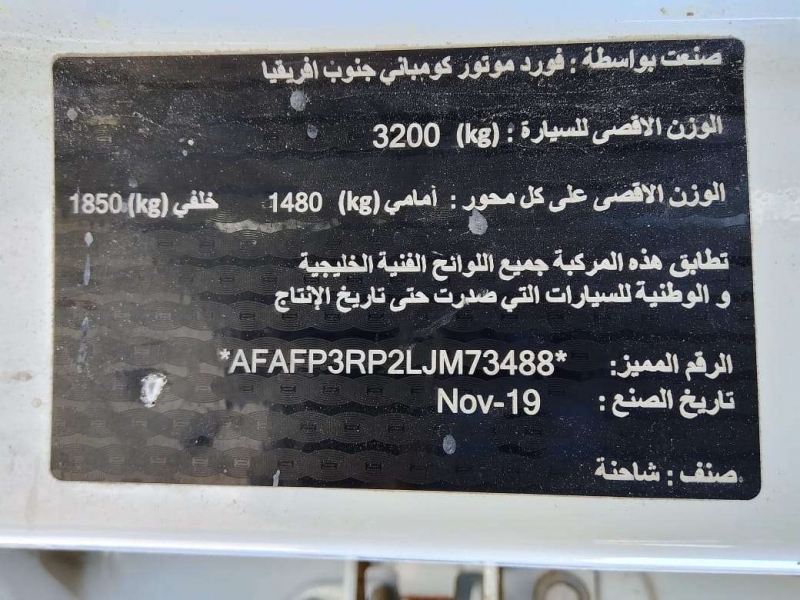 صنعت بواسطة : فورد موتور كومباني جنوب افريقيا
الوزن الاقصى للسيارة : (kg) 3200
الوزن الاقصى على كل محور : أمامي (kg) 1480 خلفي (kg) 1850
تطابق هذه المركبة جميع اللوائح الفنية الخليجية
و الوطنية للسيارات التي صدرت حتى تاريخ الإنتاج
الرقم المميز: *AFAFP3RP2LJM73488*
تاريخ الصنع : Nov-19
صنف : شاحنة